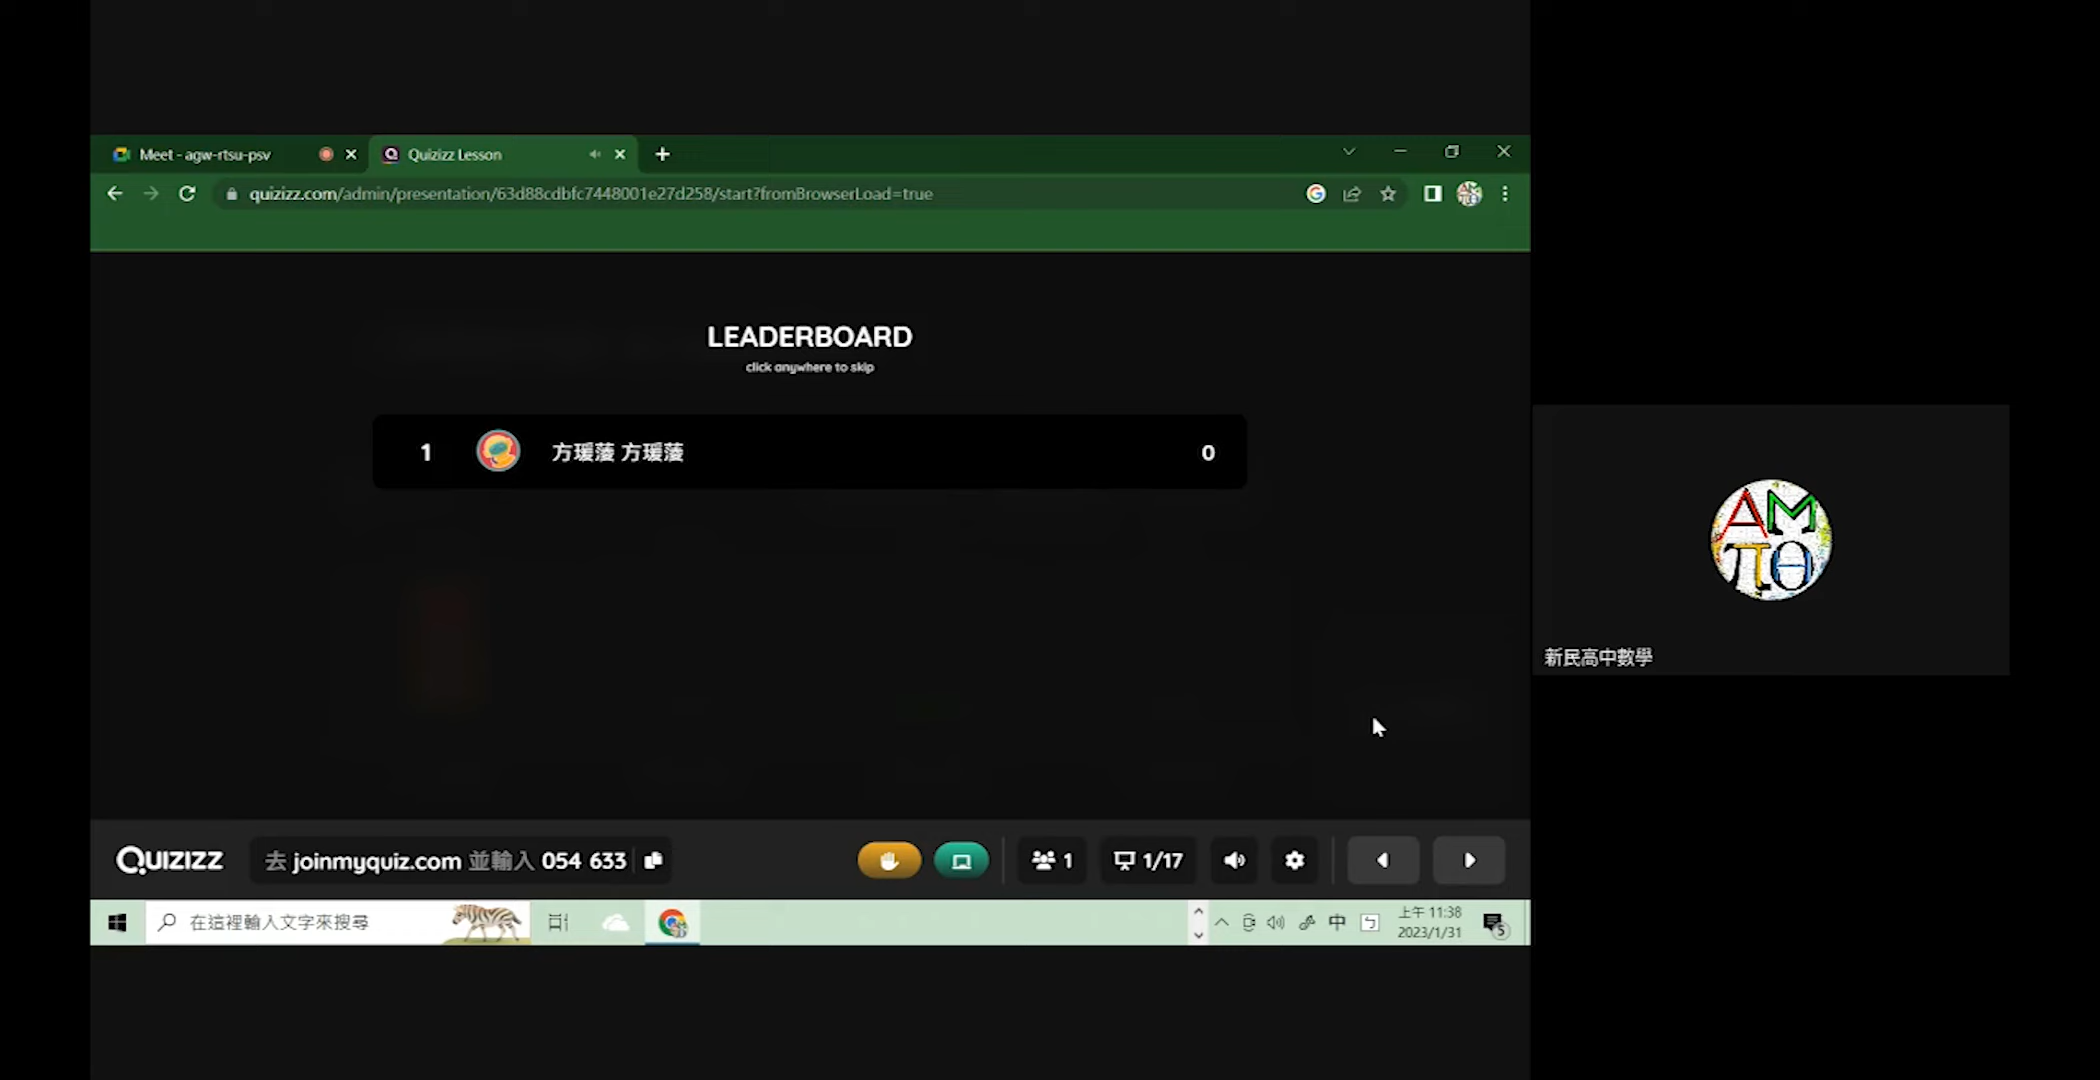 Meet - agw-rtsu-psv
Quizizz Lesson
quizizz.com/admin/presentation/63d88cdbfc7448001e27d258/start?fromBrowserLoad=true
LEADERBOARD
click anywhere to skip
1 方瑗蓤 方瑗蓤 0
AM
πθ
新民高中數學
QUIZIZZ 去 joinmyquiz.com 並輸入 054 633 1 1/17
在這裡輸入文字來搜尋 中 ㄅ 上午 11:38
2023/1/31
5